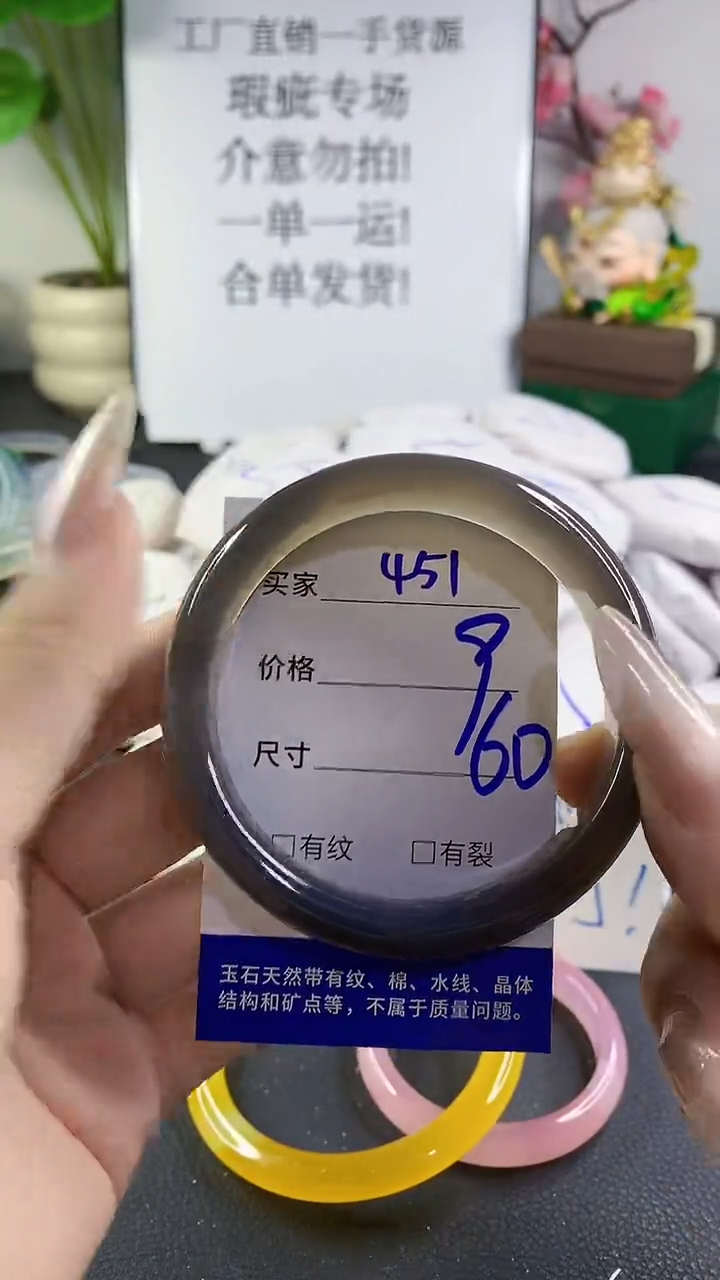 工厂直销一手货源
瑕疵专场
介意勿拍!
一单一运!
合单发货!
买家 451
价格 9
尺寸 60
□有纹 □有裂
玉石天然带有纹、棉、水线、晶体
结构和矿点等，不属于质量问题。